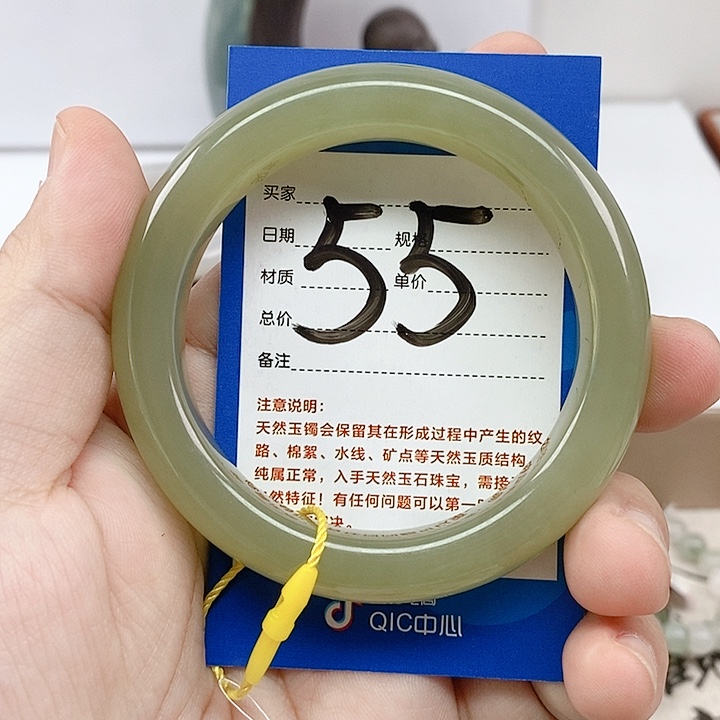 买家
日期 规格
材质 单价
总价
备注
55
注意说明:
天然玉镯会保留其在形成过程中产生的纹
路、棉絮、水线、矿点等天然玉质结构,
纯属正常,入手天然玉石珠宝,需接
然特征!有任何问题可以第一
决。
QIC中心